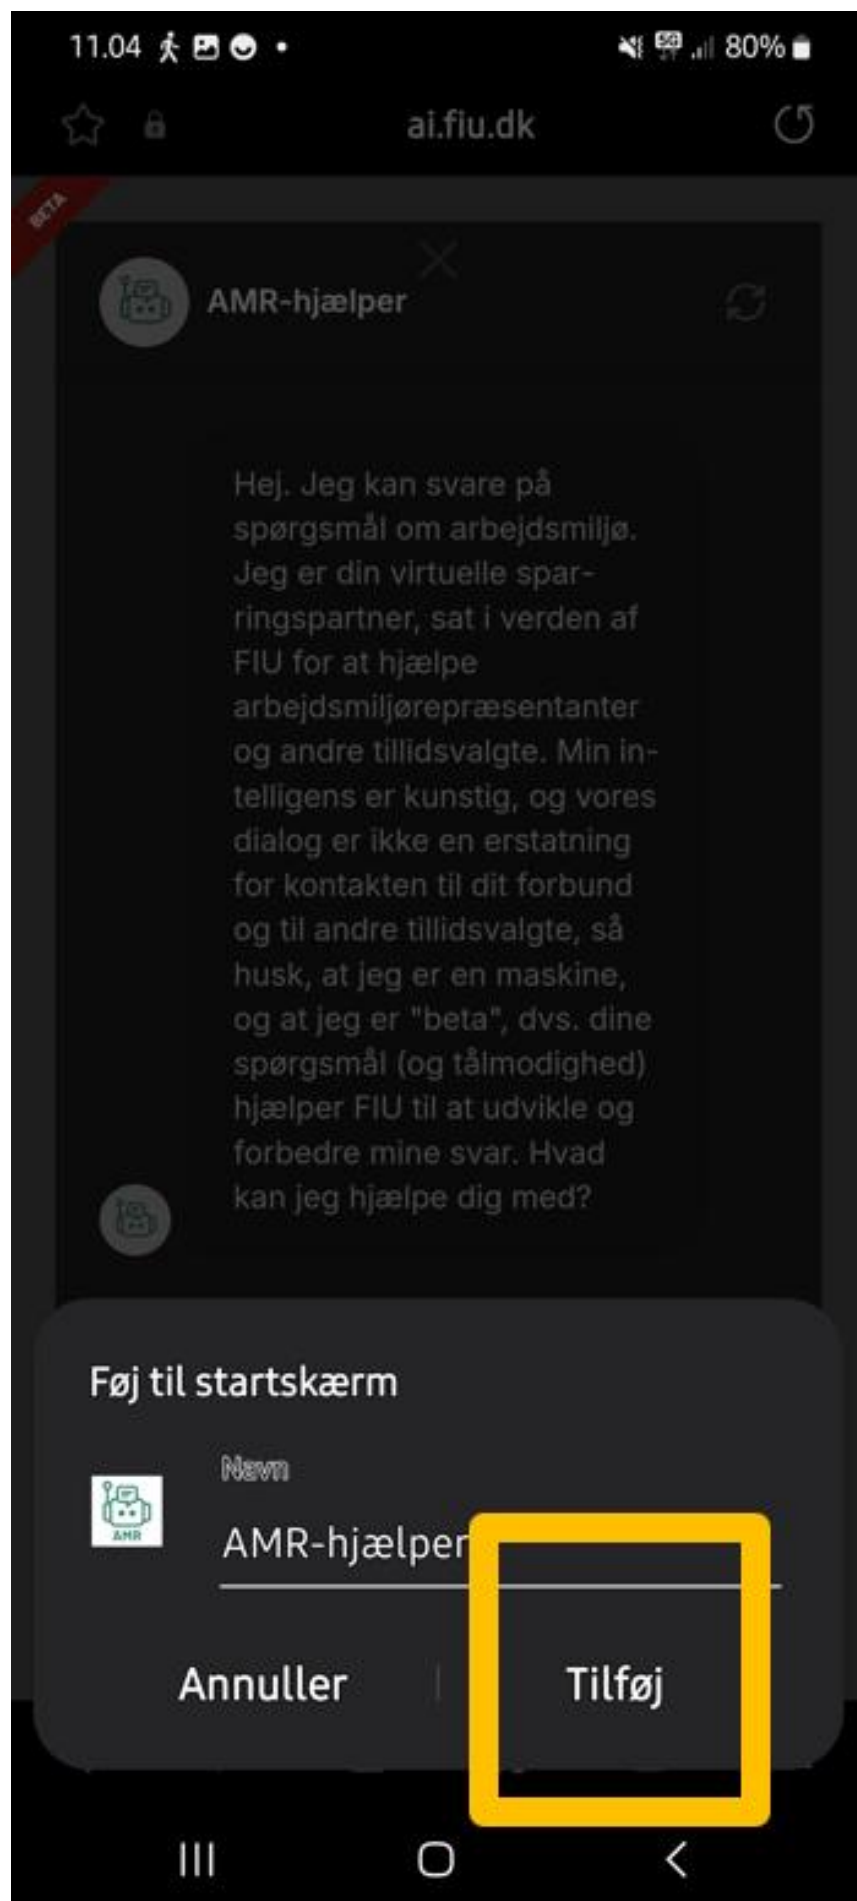 11.04
5G
80%
ai.fiu.dk
BETA
AMR-hjælper
Hej. Jeg kan svare på
spørgsmål om arbejdsmiljø.
Jeg er din virtuelle spar-
ringspartner, sat i verden af
FIU for at hjælpe
arbejdsmiljørepræsentanter
og andre tillidsvalgte. Min in-
telligens er kunstig, og vores
dialog er ikke en erstatning
for kontakten til dit forbund
og til andre tillidsvalgte, så
husk, at jeg er en maskine,
og at jeg er "beta", dvs. dine
spørgsmål (og tålmodighed)
hjælper FIU til at udvikle og
forbedre mine svar. Hvad
kan jeg hjælpe dig med?
Føj til startskærm
Navn
AMR
AMR-hjælper
Annuller
Tilføj